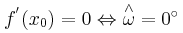 f'(x₀) = 0 ⇔ ω̂ = 0°